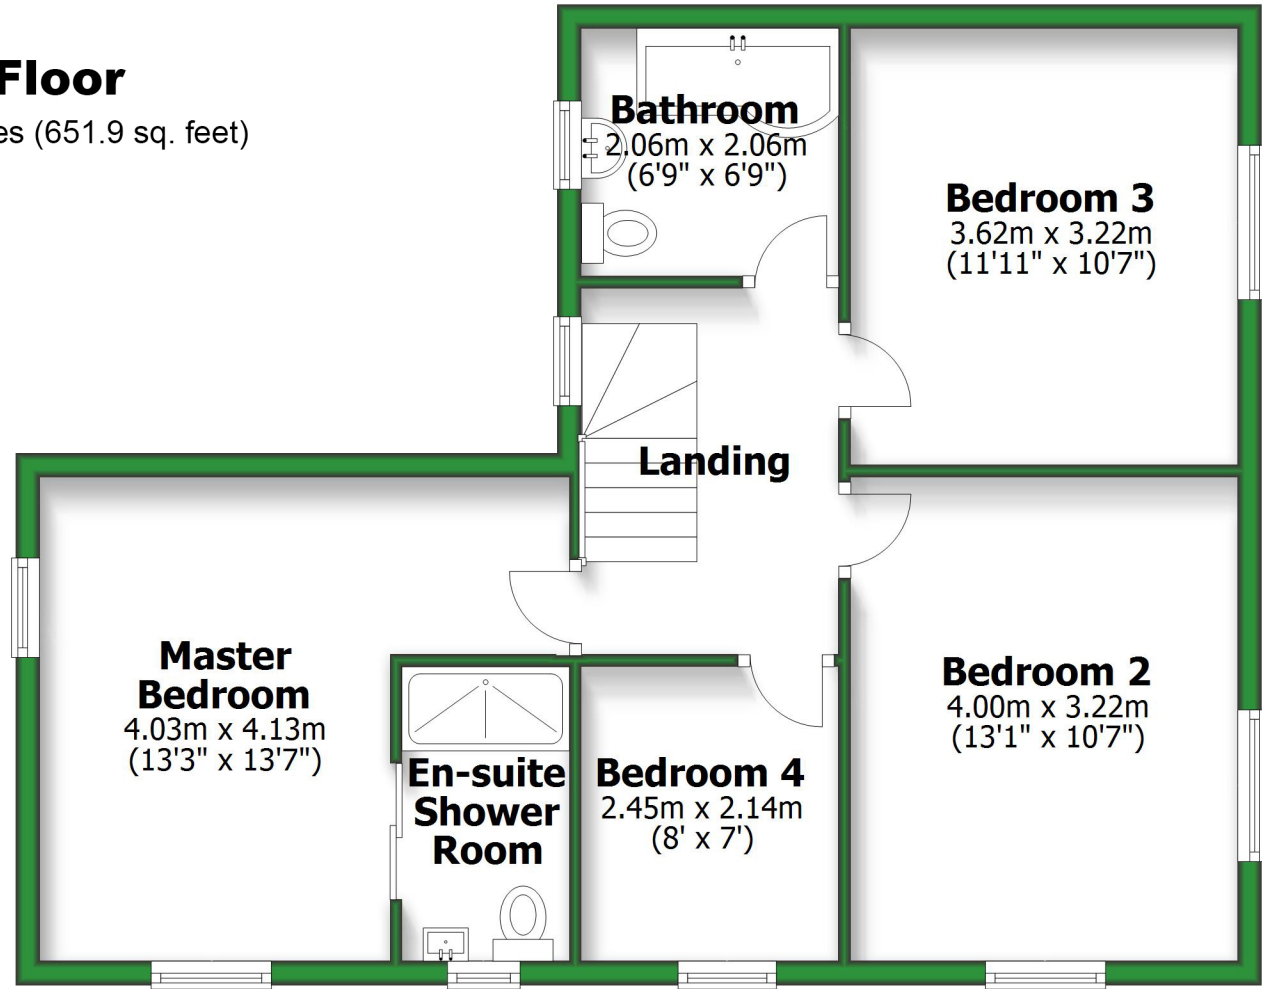 Floor
es (651.9 sq. feet)
Bathroom
2.06m x 2.06m
(6'9" x 6'9")
Bedroom 3
3.62m x 3.22m
(11'11" x 10'7")
Landing
Master
Bedroom
4.03m x 4.13m
(13'3" x 13'7")
En-suite
Shower
Room
Bedroom 4
2.45m x 2.14m
(8' x 7')
Bedroom 2
4.00m x 3.22m
(13'1" x 10'7")